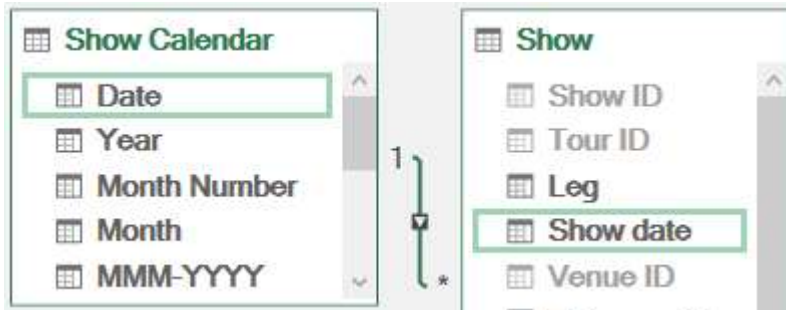 Show Calendar
Date
Year
Month Number
Month
MMM-YYYY
1
*
Show
Show ID
Tour ID
Leg
Show date
Venue ID